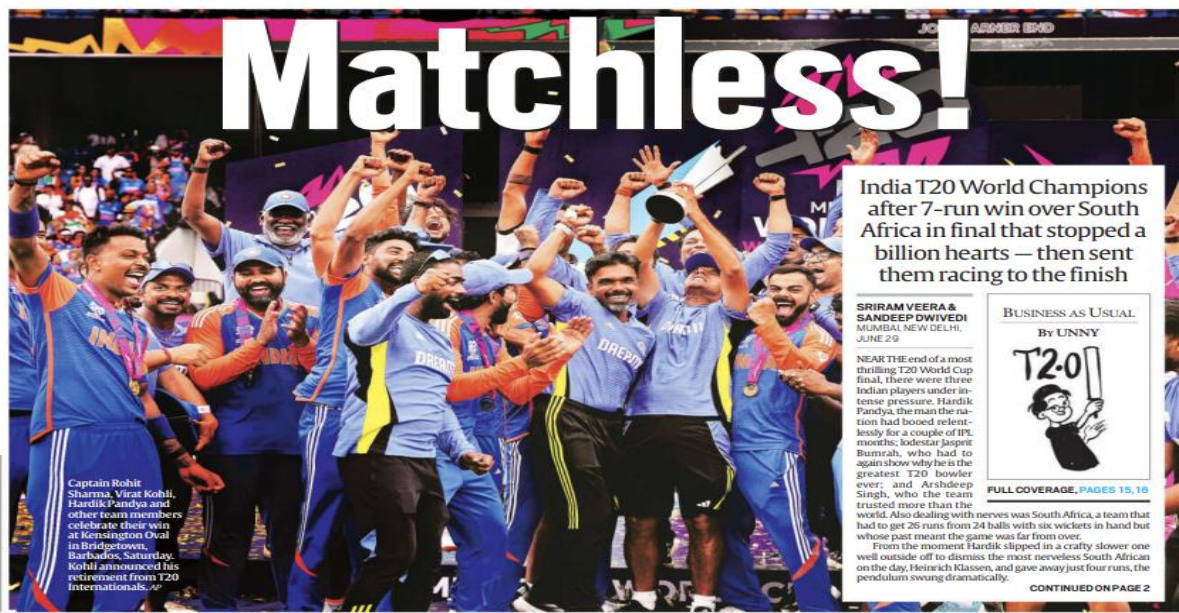 Matchless!
India T20 World Champions
after 7-run win over South
Africa in final that stopped a
billion hearts — then sent
them racing to the finish
SRIRAM VEERA &
SANDEEP DWIVEDI
MUMBAI, NEW DELHI,
JUNE 29
NEAR THE end of a most
thrilling T20 World Cup
final, there were three
Indian players under in-
tense pressure. Hardik
Pandya, the man the na-
tion had booed relent-
lessly for a couple of IPL
months; lodestar Jasprit
Bumrah, who had to
again show why he is the
greatest T20 bowler
ever; and Arshdeep
Singh, who the team
trusted more than the
world. Also dealing with nerves was South Africa, a team that
had to get 26 runs from 24 balls with six wickets in hand but
whose past meant the game was far from over.
From the moment Hardik slipped in a crafty slower one
well outside off to dismiss the most nerveless South African
on the day, Heinrich Klassen, and gave away just four runs, the
pendulum swung dramatically.
CONTINUED ON PAGE 2
BUSINESS AS USUAL
BY UNNY
T2.0
FULL COVERAGE, PAGES 15, 16
Captain Rohit
Sharma, Virat Kohli,
Hardik Pandya and
other team members
celebrate their win
at Kensington Oval
in Bridgetown,
Barbados, Saturday.
Kohli announced his
retirement from T20
Internationals. AP
INDIA
DREAM
DREAM
T20